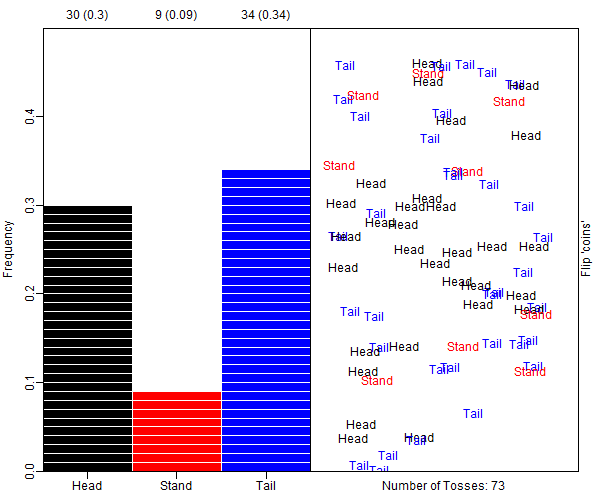 30 (0.3) 9 (0.09) 34 (0.34)
Frequency
0.0 0.1 0.2 0.3 0.4
Head Stand Tail
Flip 'coins'
Tail Head Tail Tail
Stand Tail
Head Tail Head
Tail Stand Stand
Tail Tail Head
Tail Head
Stand Tail Stand
Head Tail Tail
Head Head Head Head Tail
Tail Head Head
Tail Head Tail
Head Stand Head Head
Head Head Tail
Head Head Tail Tail Head
Tail Tail Head Tail Head Stand
Head Tail Head Stand Tail Tail Tail
Head Stand Tail Tail Tail Stand
Tail
Head
Head Head Tail
Tail
Tail Tail
Number of Tosses: 73